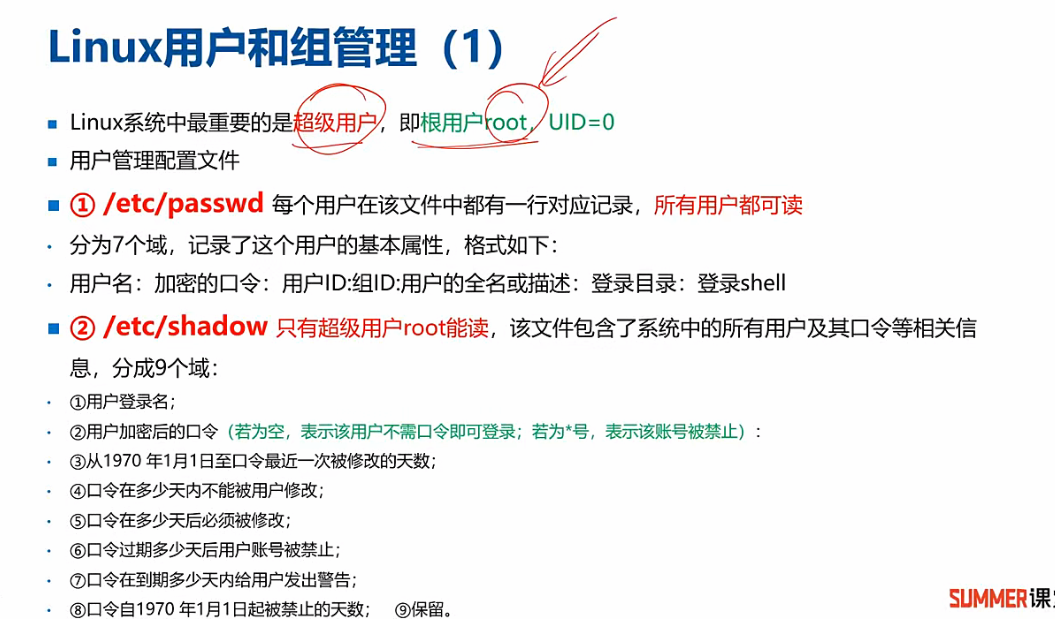 Linux用户和组管理（1）
Linux系统中最重要的是超级用户，即根用户root，UID=0
用户管理配置文件
① /etc/passwd 每个用户在该文件中都有一行对应记录，所有用户都可读
分为7个域，记录了这个用户的基本属性，格式如下：
用户名：加密的口令：用户ID:组ID:用户的全名或描述：登录目录：登录shell
② /etc/shadow 只有超级用户root能读，该文件包含了系统中的所有用户及其口令等相关信
息，分成9个域：
①用户登录名；
②用户加密后的口令（若为空，表示该用户不需口令即可登录；若为*号，表示该账号被禁止）：
③从1970 年1月1日至口令最近一次被修改的天数；
④口令在多少天内不能被用户修改；
⑤口令在多少天后必须被修改；
⑥口令过期多少天后用户账号被禁止；
⑦口令在到期多少天内给用户发出警告；
⑧口令自1970 年1月1日起被禁止的天数； ⑨保留。
SUMMER课